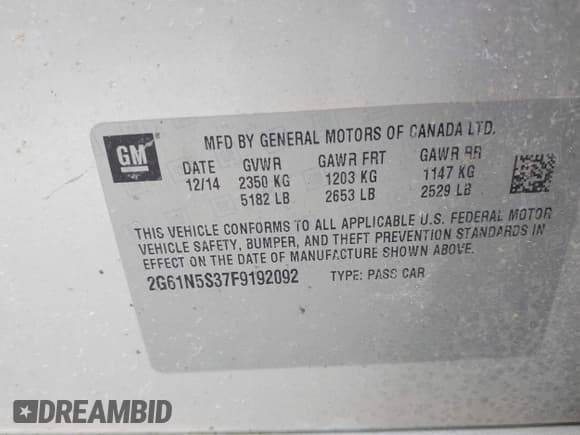 GM
MFD BY GENERAL MOTORS OF CANADA LTD.
DATE GVWR GAWR FRT GAWR RR
12/14 2350 KG 1203 KG 1147 KG
5182 LB 2653 LB 2529 LB
THIS VEHICLE CONFORMS TO ALL APPLICABLE U.S. FEDERAL MOTOR
VEHICLE SAFETY, BUMPER, AND THEFT PREVENTION STANDARDS IN
EFFECT ON THE DATE OF MANUFACTURE SHOWN ABOVE.
2G61N5S37F9192092 TYPE: PASS CAR
DREAMBID